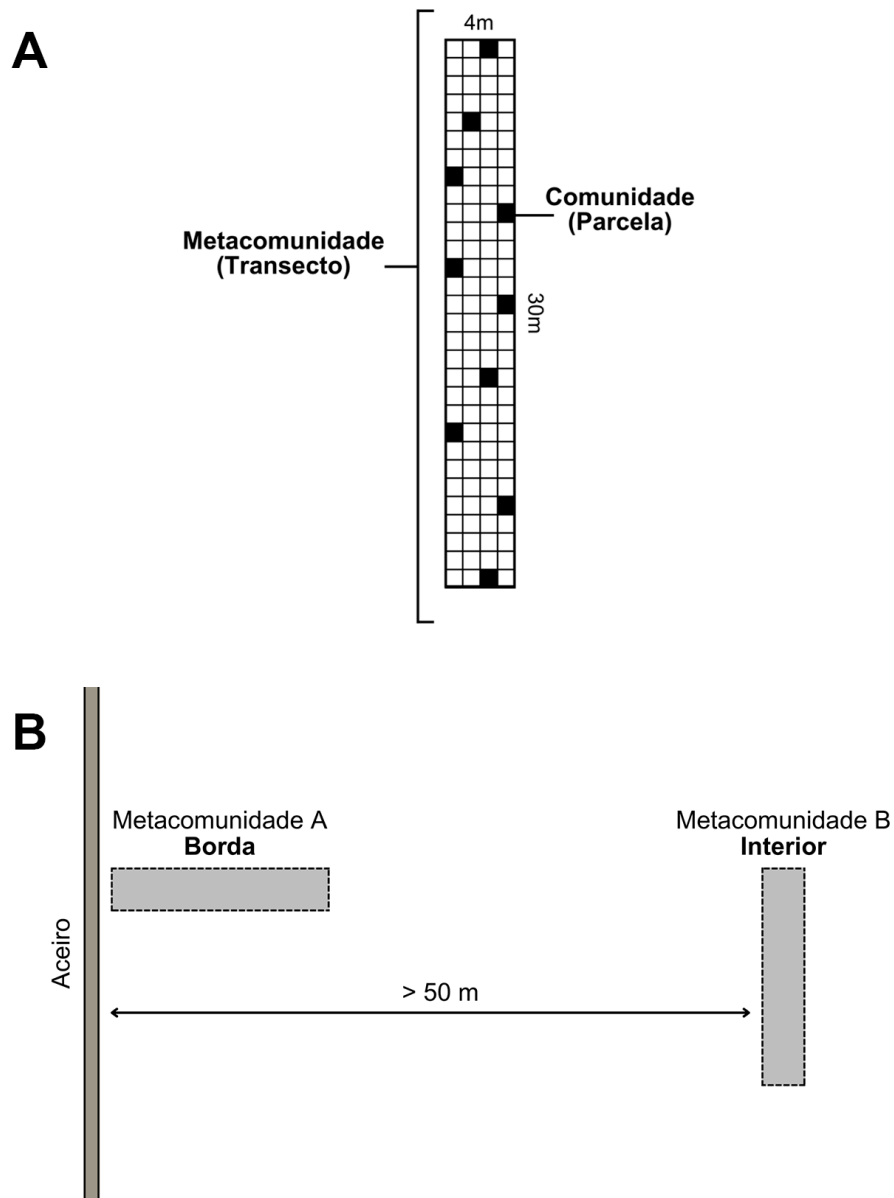 A
4m
Comunidade
(Parcela)
Metacomunidade
(Transecto)
30m
B
Metacomunidade A
Borda
Metacomunidade B
Interior
Aceiro
> 50 m